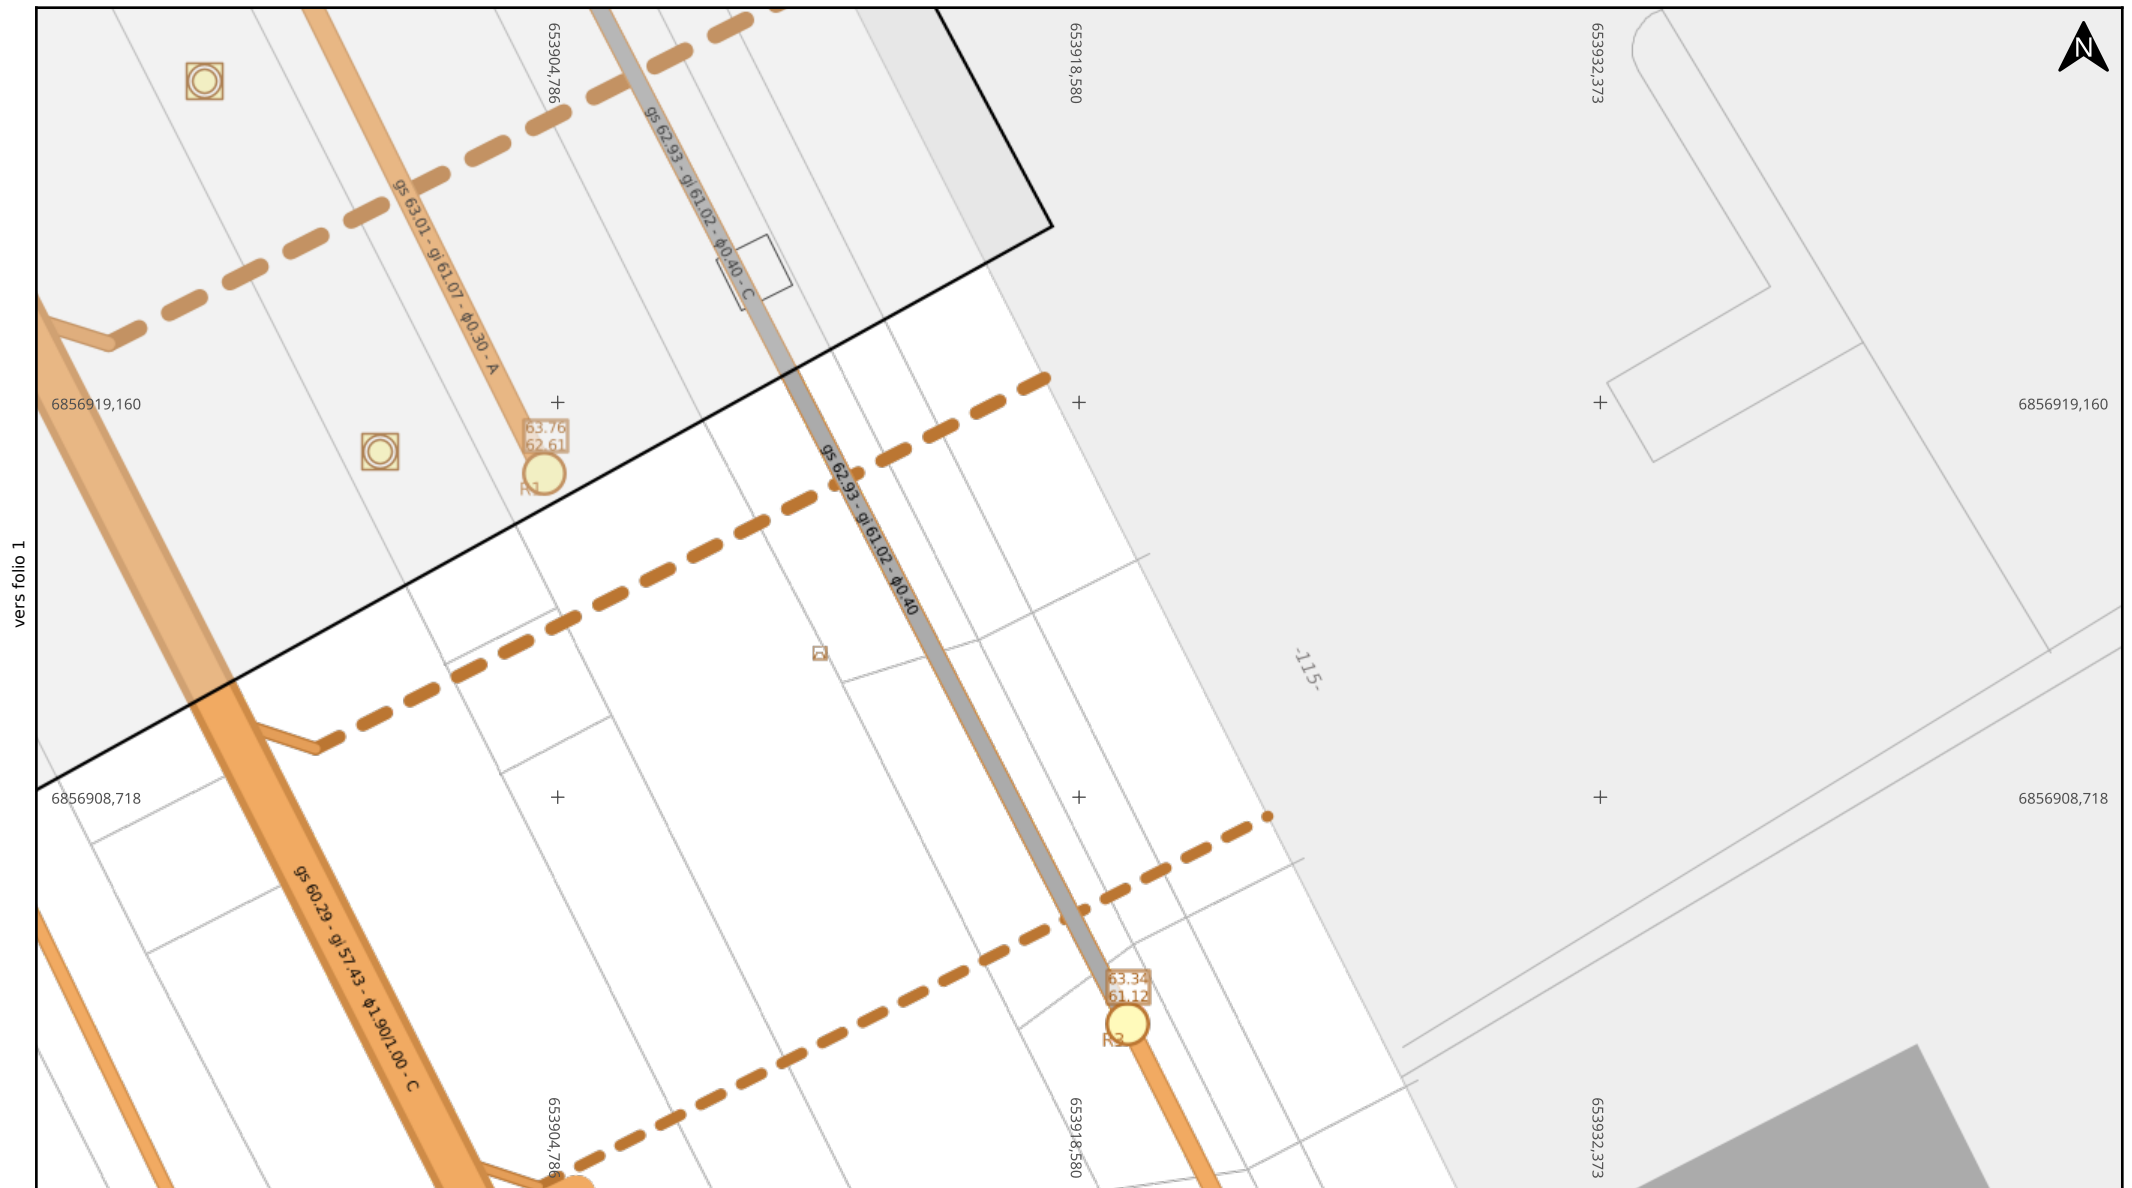 653904,786
653918,580
653932,373
N
gs 62.93 - gi 61.02 - ϕ0.40 - C
gs 63.01 - gi 61.07 - ϕ0.30 - A
6856919,160
6856919,160
63.76
62.61
R1
gs 62.93 - gi 61.02 - ϕ0.40
vers folio 1
-115-
6856908,718
6856908,718
gs 60.29 - gi 57.43 - ϕ1.90/1.00 - C
63.34
61.12
653904,786
653918,580
653932,373